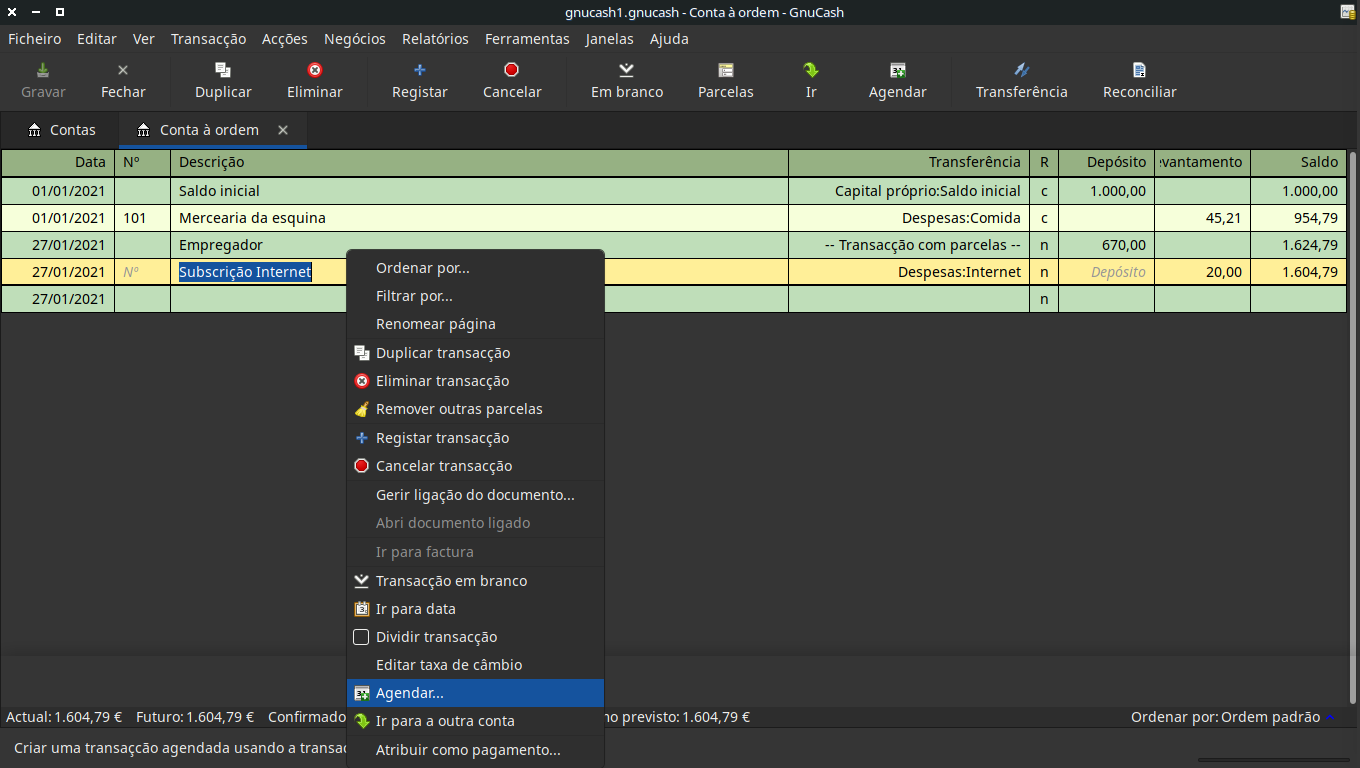 gnucash1.gnucash - Conta à ordem - GnuCash
Ficheiro Editar Ver Transacção Acções Negócios Relatórios Ferramentas Janelas Ajuda
Gravar Fechar Duplicar Eliminar Registar Cancelar Em branco Parcelas Ir Agendar Transferência Reconciliar
Contas Conta à ordem
Data Nº Descrição Transferência R Depósito vantamento Saldo
01/01/2021 Saldo inicial Capital próprio:Saldo inicial c 1.000,00 1.000,00
01/01/2021 101 Mercearia da esquina Despesas:Comida c 45,21 954,79
27/01/2021 Empregador -- Transacção com parcelas -- n 670,00 1.624,79
27/01/2021 Nº Subscrição Internet Despesas:Internet n Depósito 20,00 1.604,79
27/01/2021 n
Ordenar por...
Filtrar por...
Renomear página
Duplicar transacção
Eliminar transacção
Remover outras parcelas
Registar transacção
Cancelar transacção
Gerir ligação do documento...
Abri documento ligado
Ir para factura
Transacção em branco
Ir para data
Dividir transacção
Editar taxa de câmbio
Agendar...
Ir para a outra conta
Atribuir como pagamento...
Actual: 1.604,79 € Futuro: 1.604,79 € Confirmado o previsto: 1.604,79 € Ordenar por: Ordem padrão
Criar uma transaçcão agendada usando a transac